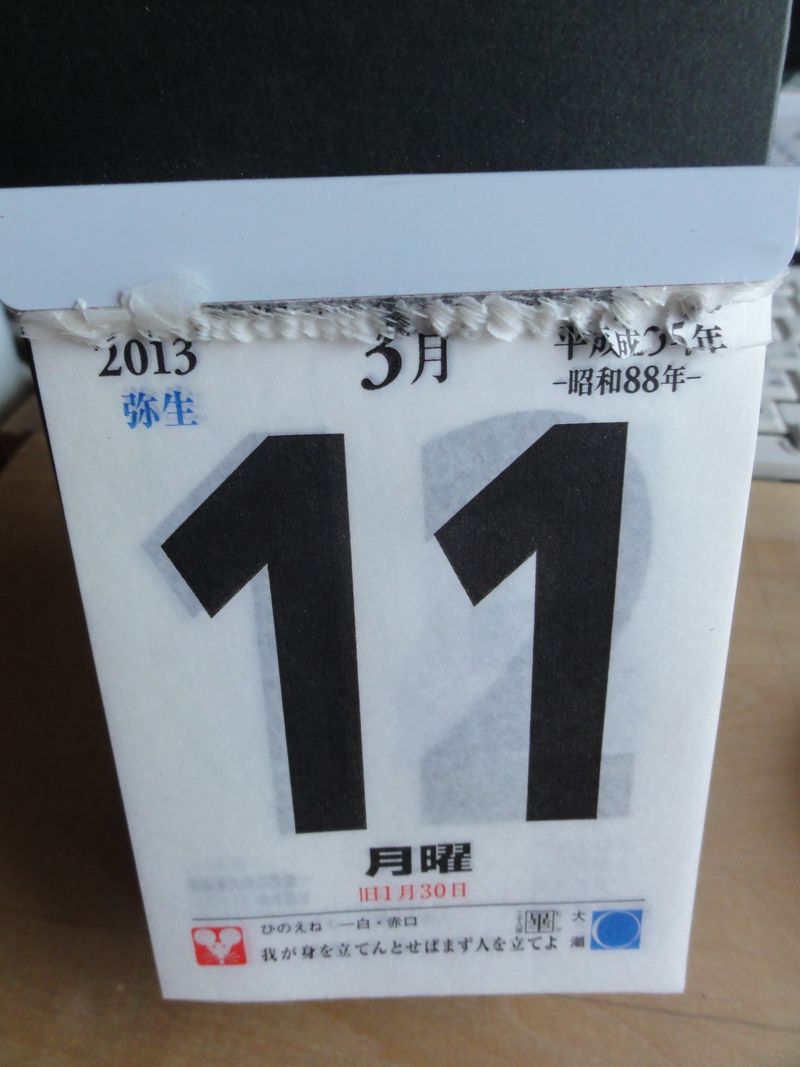 2013
3月
平成25年
弥生
-昭和88年-
11
月曜
旧1月30日
ひのえね 一白・赤口
大潮
我が身を立てんとせばまず人を立てよ